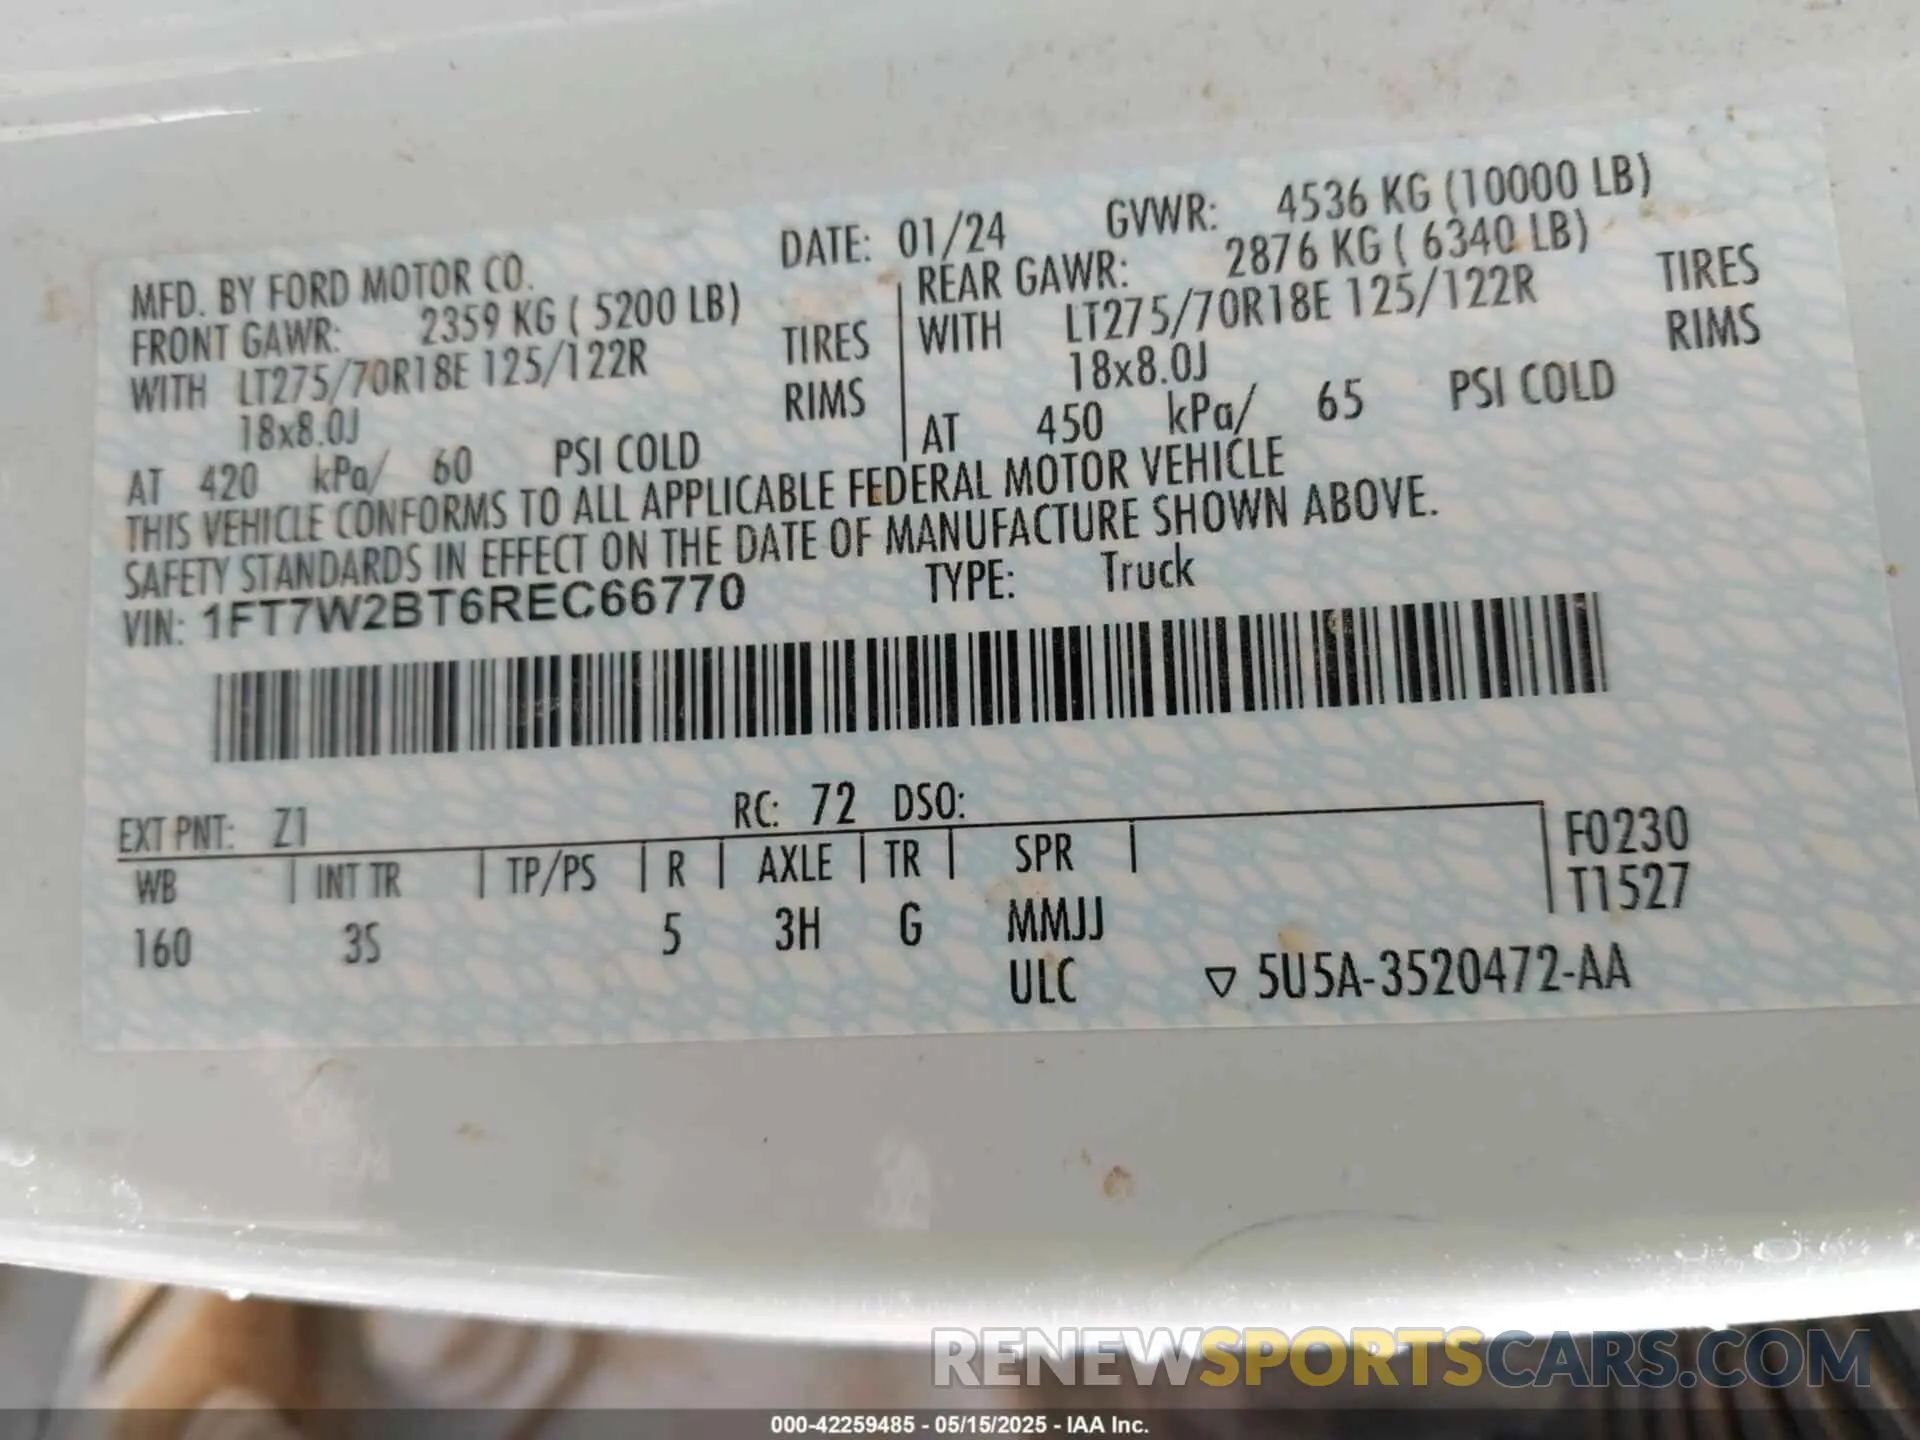 DATE: 01/24 GVWR: 4536 KG (10000 LB)
MFD. BY FORD MOTOR CO.
FRONT GAWR: 2359 KG ( 5200 LB)
WITH LT275/70R18E 125/122R TIRES
18x8.0J RIMS
AT 420 kPa/ 60 PSI COLD
REAR GAWR: 2876 KG ( 6340 LB)
WITH LT275/70R18E 125/122R TIRES
18x8.0J RIMS
AT 450 kPa/ 65 PSI COLD
THIS VEHICLE CONFORMS TO ALL APPLICABLE FEDERAL MOTOR VEHICLE
SAFETY STANDARDS IN EFFECT ON THE DATE OF MANUFACTURE SHOWN ABOVE.
VIN: 1FT7W2BT6REC66770 TYPE: Truck
EXT PNT: Z1 RC: 72 DSO:
WB INT TR TP/PS R AXLE TR SPR F0230
T1527
160 3S 5 3H G MMJJ
ULC ▽ 5U5A-3520472-AA
RENEWSPORTSCARS.COM
000-42259485 - 05/15/2025 - IAA Inc.